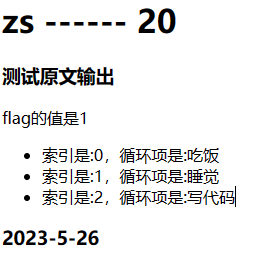 zs ------ 20
测试原文输出
flag的值是1
索引是:0，循环项是:吃饭
索引是:1，循环项是:睡觉
索引是:2，循环项是:写代码
2023-5-26